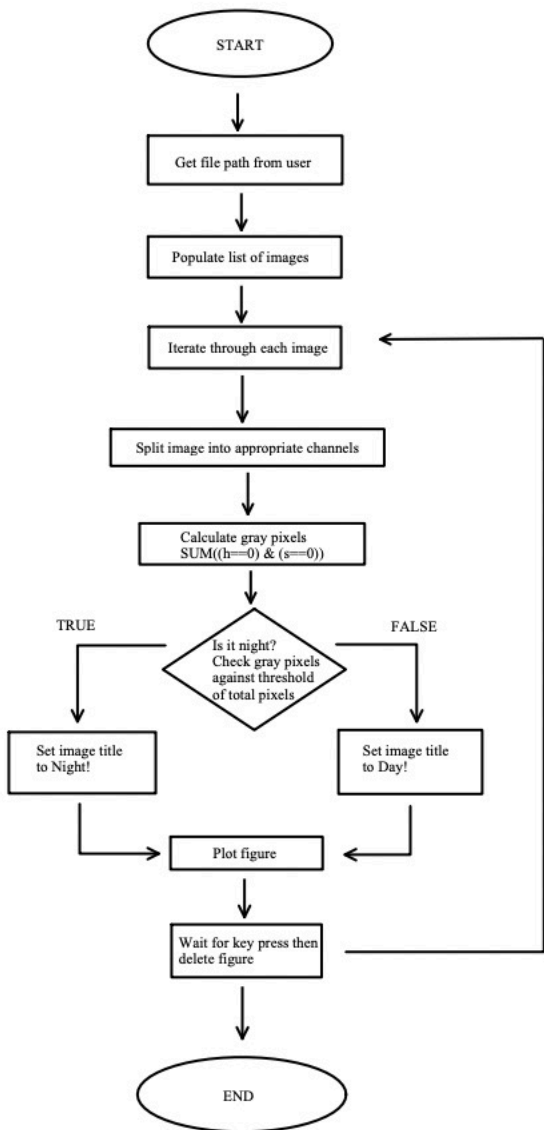 START
Get file path from user
Populate list of images
Iterate through each image
Split image into appropriate channels
Calculate gray pixels
SUM((h==0) & (s==0))
TRUE
FALSE
Is it night?
Check gray pixels
against threshold
of total pixels
Set image title
to Night!
Set image title
to Day!
Plot figure
Wait for key press then
delete figure
END